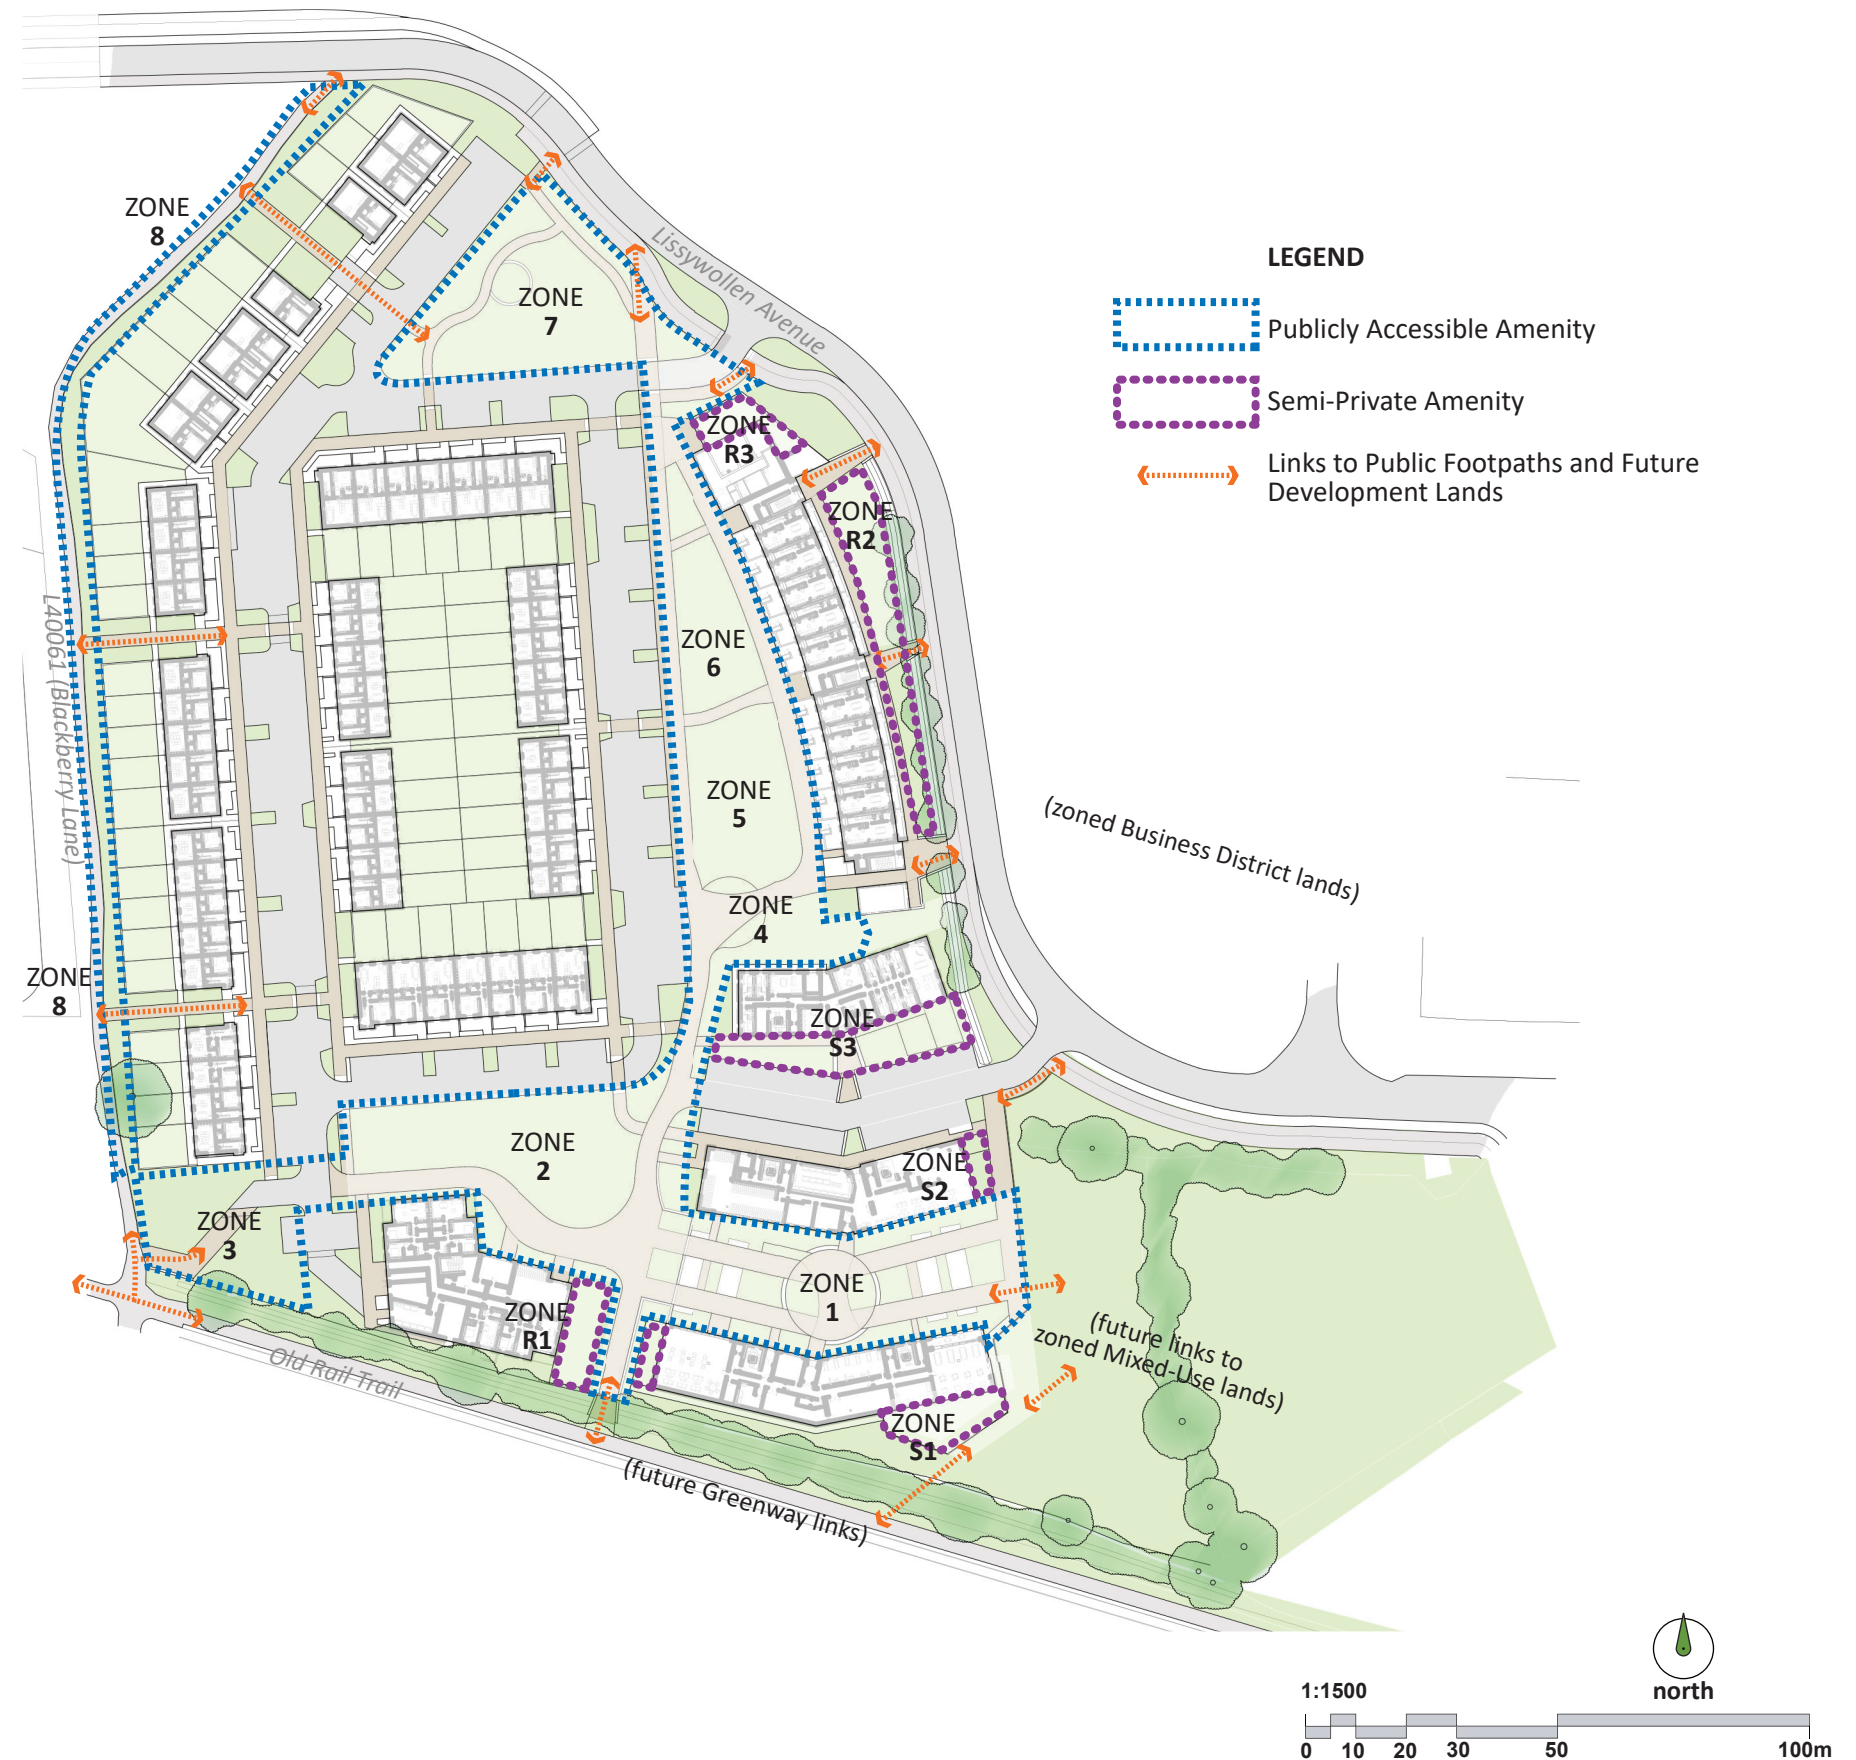 ZONE
8
Lissywollen Avenue
ZONE
7
LEGEND
Publicly Accessible Amenity
Semi-Private Amenity
Links to Public Footpaths and Future
Development Lands
ZONE
R3
ZONE
R2
L40061 (Blackberry Lane)
ZONE
6
ZONE
5
(zoned Business District lands)
ZONE
4
ZONE
8
ZONE
S3
ZONE
2
ZONE
S2
ZONE
3
ZONE
1
ZONE
R1
(future links to
zoned Mixed-Use lands)
Old Rail Trail
ZONE
S1
(future Greenway links)
north
1:1500
0 10 20 30 50 100m